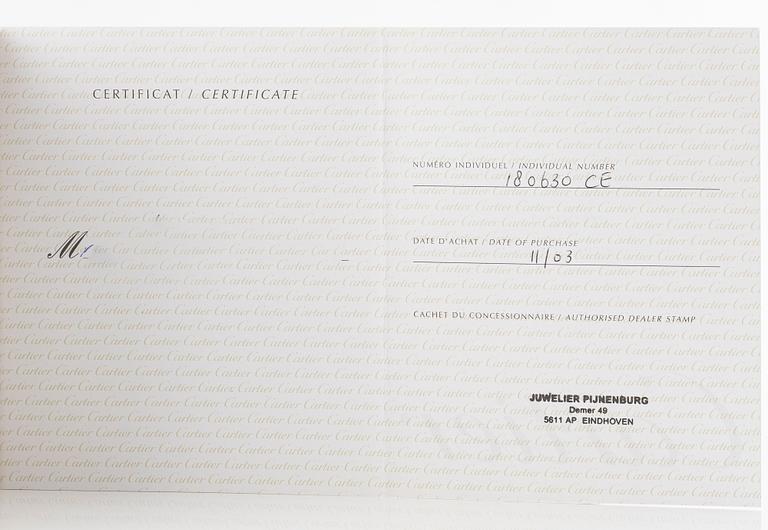 CERTIFICAT / CERTIFICATE
M
NUMÉRO INDIVIDUEL / INDIVIDUAL NUMBER
180630 CE
DATE D'ACHAT / DATE OF PURCHASE
11/03
CACHET DU CONCESSIONNAIRE / AUTHORISED DEALER STAMP
JUWELIER PIJNENBURG
Demer 49
5611 AP EINDHOVEN